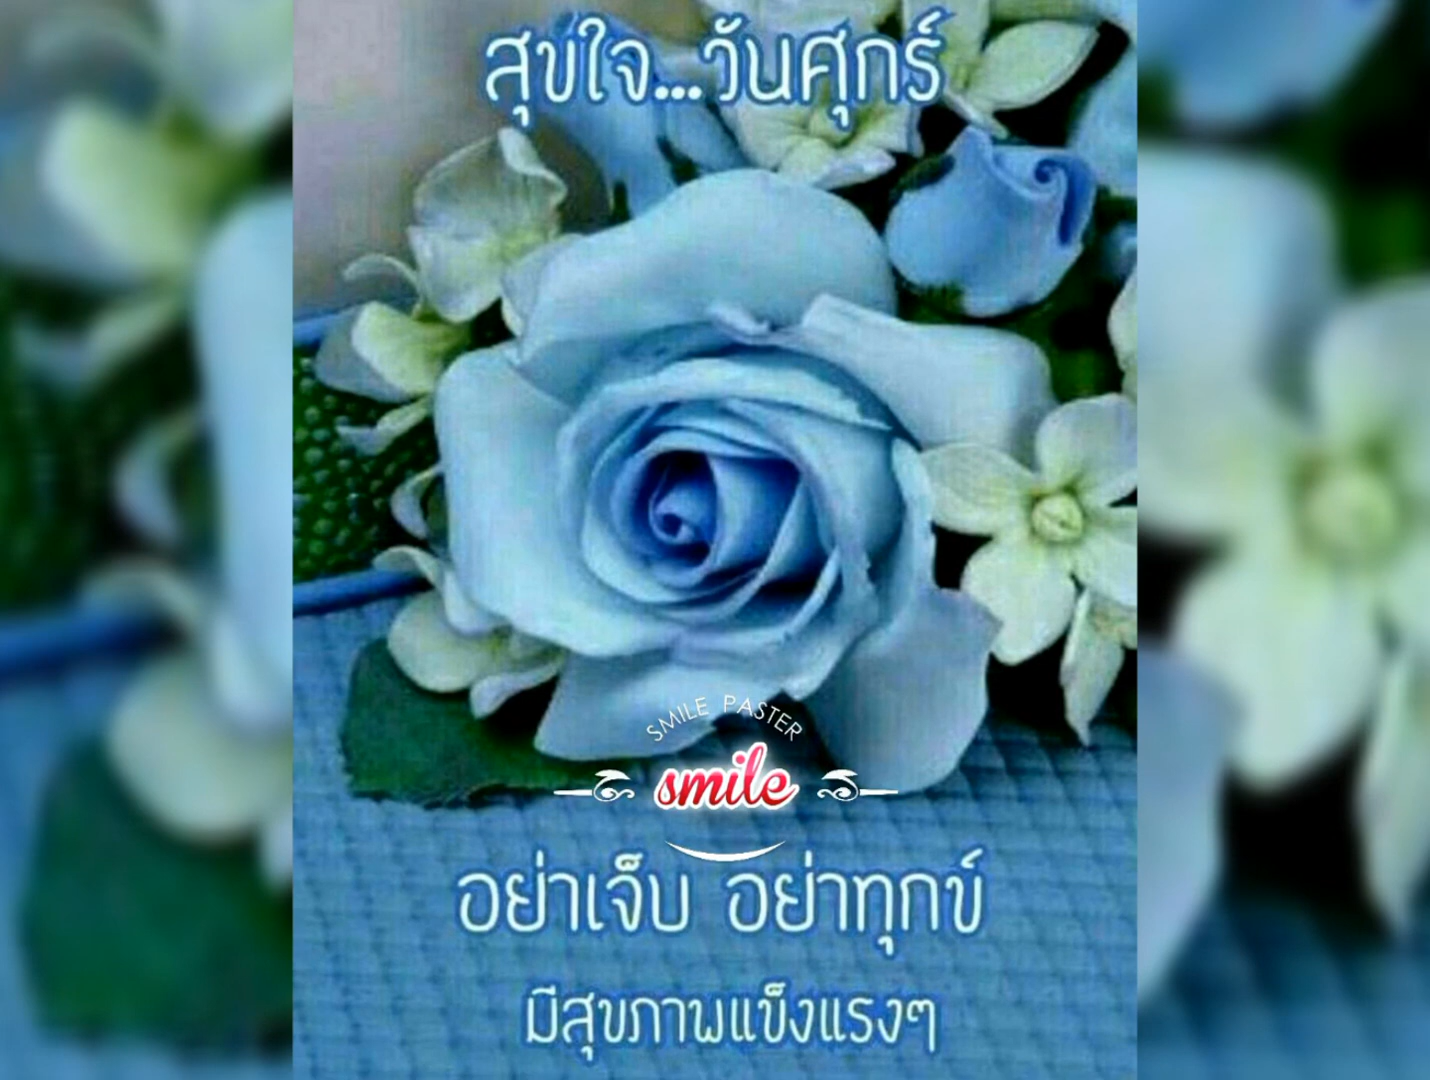 สุขใจ...วันศุกร์
SMILE PASTER
smile
อย่าเจ็บ อย่าทุกข์
มีสุขภาพแข็งแรงๆ